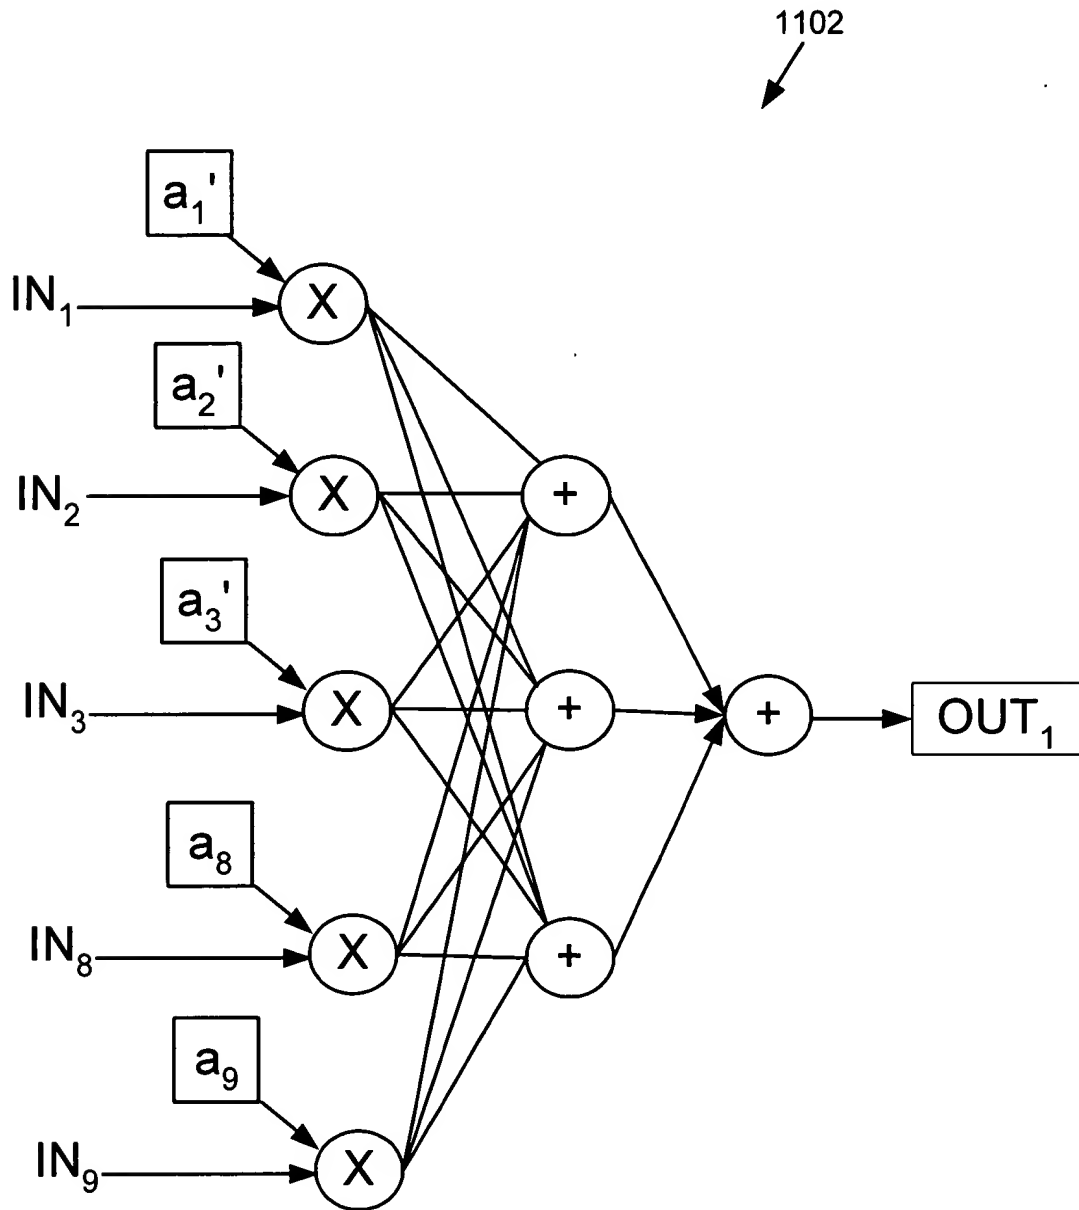 1102
a₁'
IN₁
X
a₂'
IN₂
X
+
a₃'
IN₃
X
+
+
OUT₁
a₈
IN₈
X
+
a₉
IN₉
X